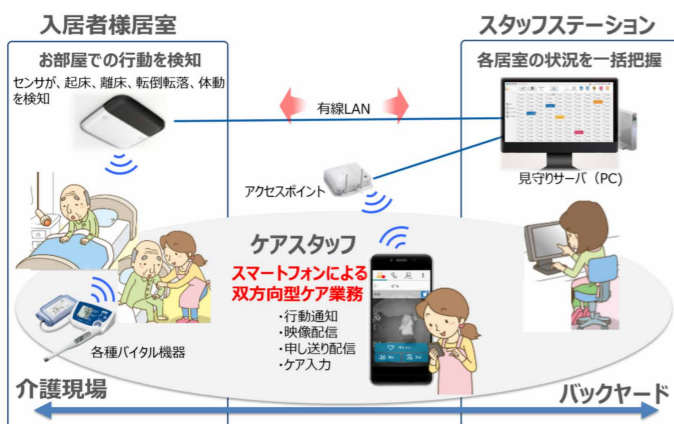 入居者様居室
お部屋での行動を検知
センサが、起床、離床、転倒転落、体動
を検知
有線LAN
スタッフステーション
各居室の状況を一括把握
見守りサーバ（PC)
アクセスポイント
ケアスタッフ
スマートフォンによる
双方向型ケア業務
・行動通知
・映像配信
・申し送り配信
・ケア入力
各種バイタル機器
介護現場
バックヤード